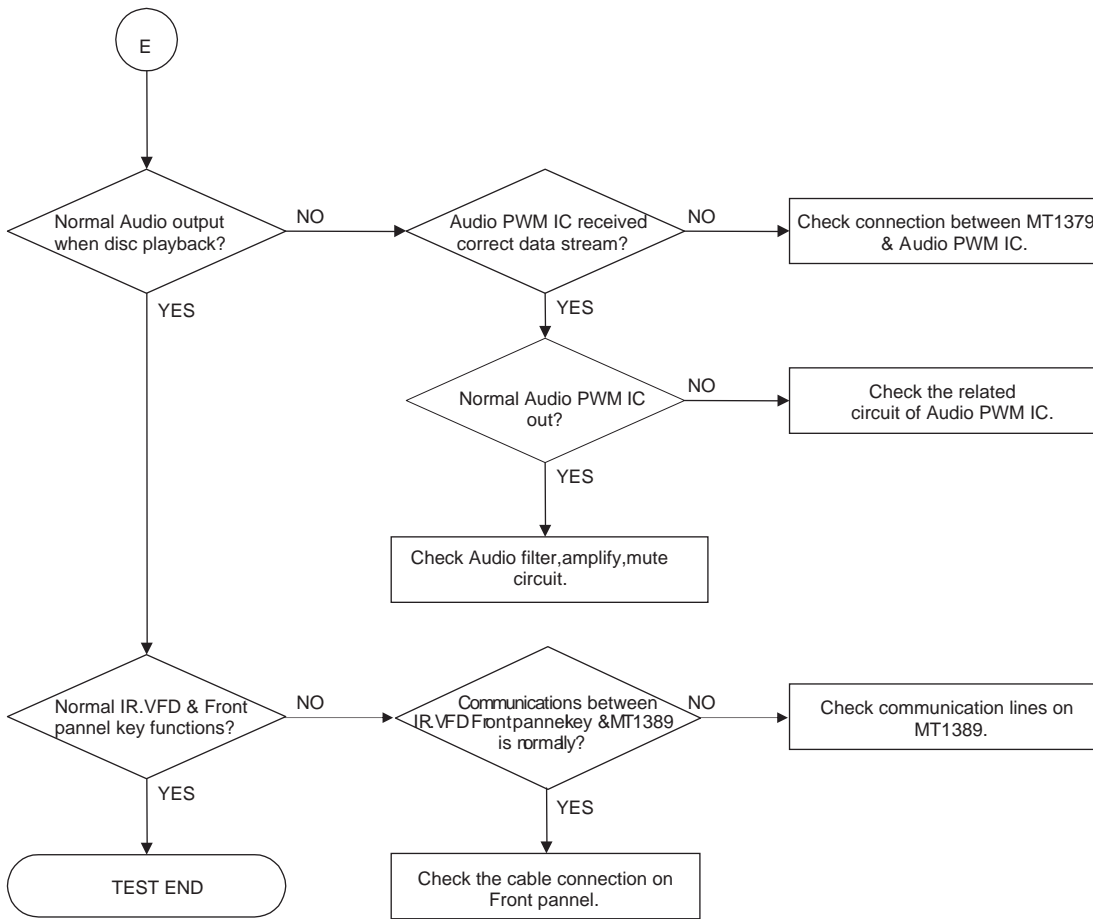 E
Normal Audio output
when disc playback?
NO
Audio PWM IC received
correct data stream?
NO
Check connection between MT1379
& Audio PWM IC.
YES
YES
Normal Audio PWM IC
out?
NO
Check the related
circuit of Audio PWM IC.
YES
Check Audio filter,amplify,mute
circuit.
Normal IR.VFD & Front
pannel key functions?
NO
Communications between
IR.VFD Front pannekey & MT1389
is normaly?
NO
Check communication lines on
MT1389.
YES
YES
TEST END
Check the cable connection on
Front pannel.